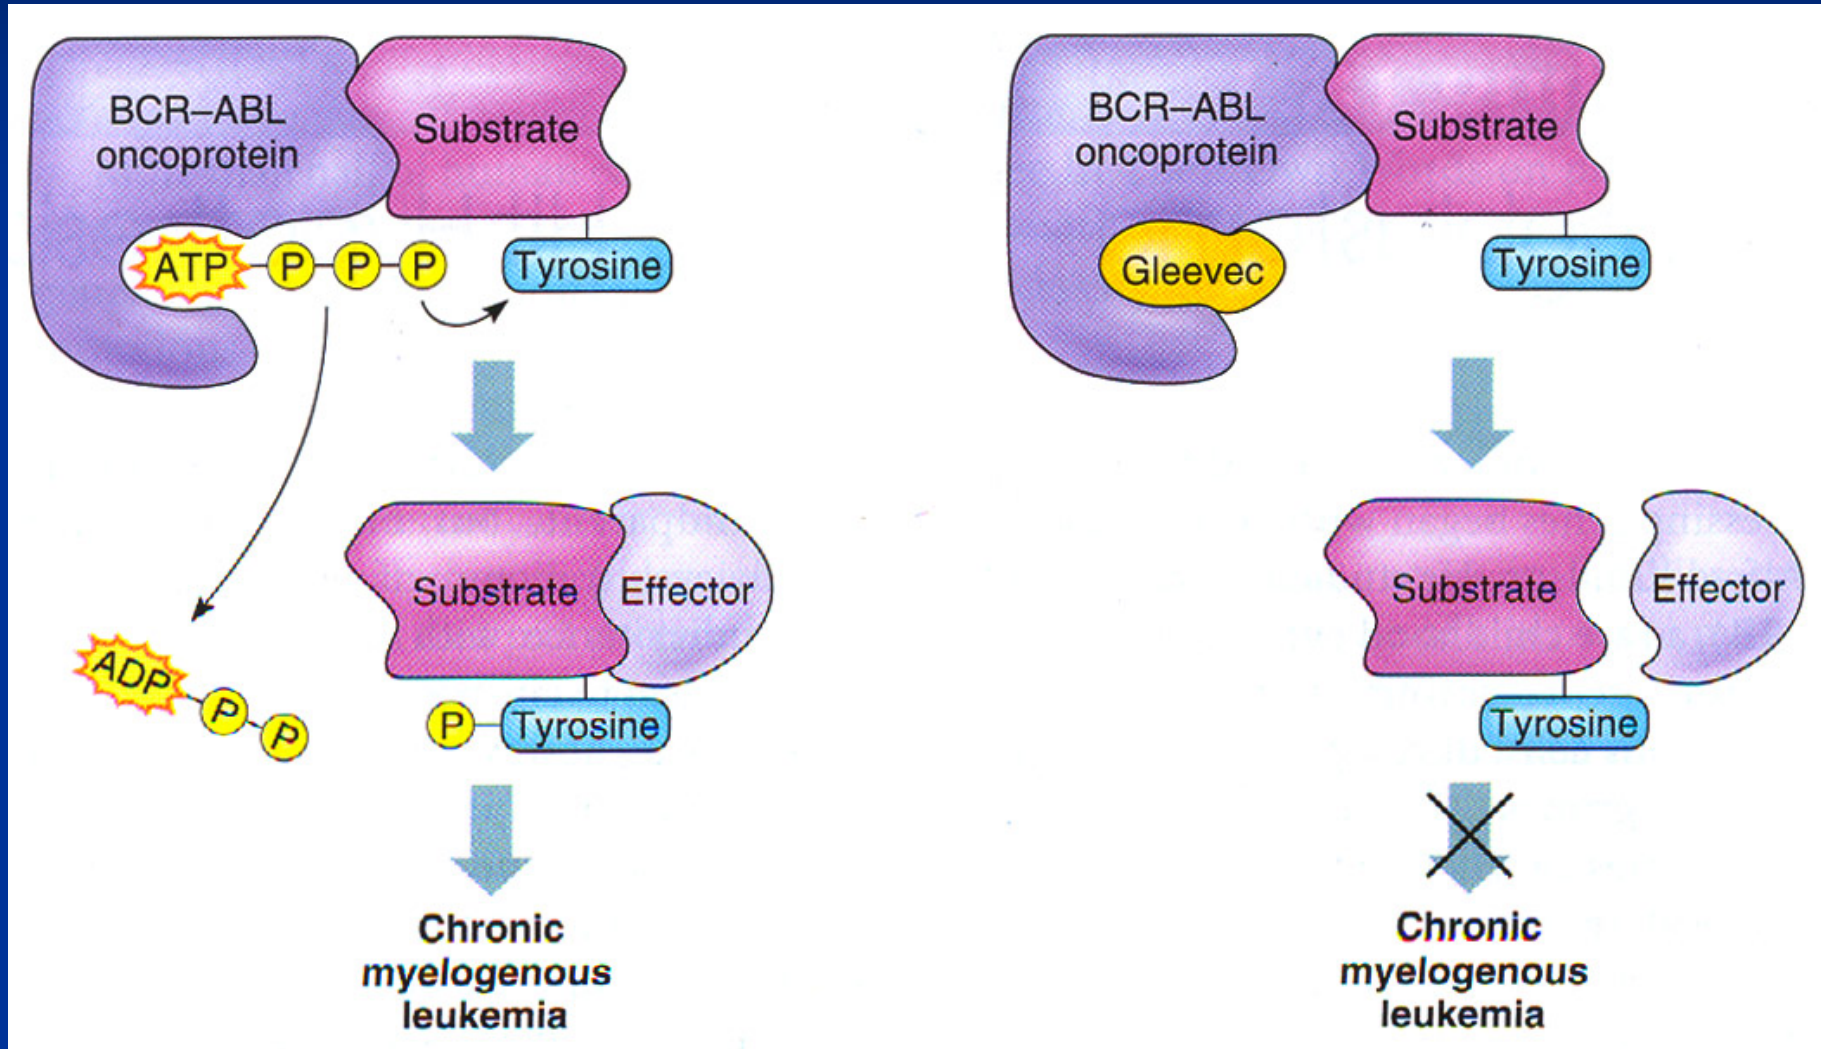 BCR–ABL
oncoprotein
Substrate
ATP P P P
Tyrosine
Substrate
Effector
ADP P P
P Tyrosine
Chronic
myelogenous
leukemia
BCR–ABL
oncoprotein
Substrate
Gleevec
Tyrosine
Substrate
Effector
Tyrosine
Chronic
myelogenous
leukemia